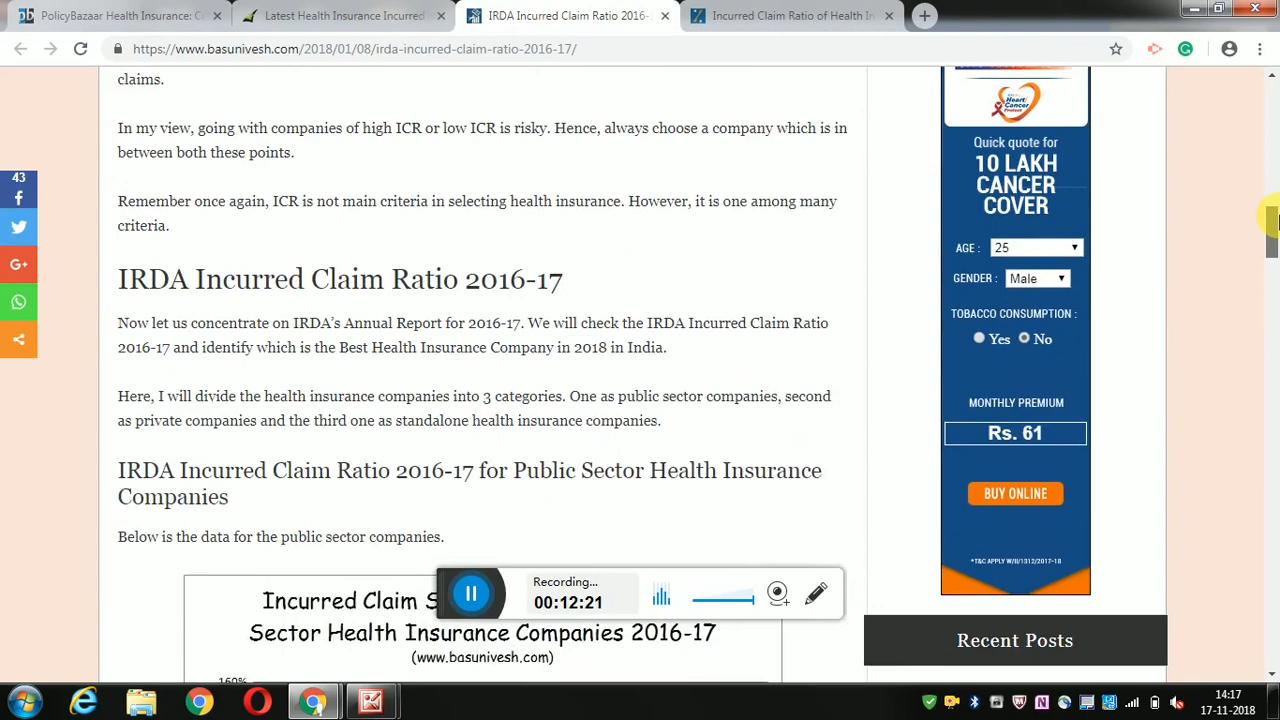 PolicyBazaar Health Insurance: C
Latest Health Insurance Incurred
IRDA Incurred Claim Ratio 2016-
Incurred Claim Ratio of Health In
https://www.basunivesh.com/2018/01/08/irda-incurred-claim-ratio-2016-17/
claims.
In my view, going with companies of high ICR or low ICR is risky. Hence, always choose a company which is in
between both these points.
Remember once again, ICR is not main criteria in selecting health insurance. However, it is one among many
criteria.
IRDA Incurred Claim Ratio 2016-17
Now let us concentrate on IRDA’s Annual Report for 2016-17. We will check the IRDA Incurred Claim Ratio
2016-17 and identify which is the Best Health Insurance Company in 2018 in India.
Here, I will divide the health insurance companies into 3 categories. One as public sector companies, second
as private companies and the third one as standalone health insurance companies.
IRDA Incurred Claim Ratio 2016-17 for Public Sector Health Insurance
Companies
Below is the data for the public sector companies.
Incurred Claim S
Sector Health Insurance Companies 2016-17
(www.basunivesh.com)
160%
43
G+
Recording...
00:12:21
Heart/
Cancer
Protect
Quick quote for
10 LAKH
CANCER
COVER
AGE : 25
GENDER : Male
TOBACCO CONSUMPTION :
Yes No
MONTHLY PREMIUM
Rs. 61
BUY ONLINE
*T&C APPLY W/II/1312/2017-18
Recent Posts
14:17
17-11-2018